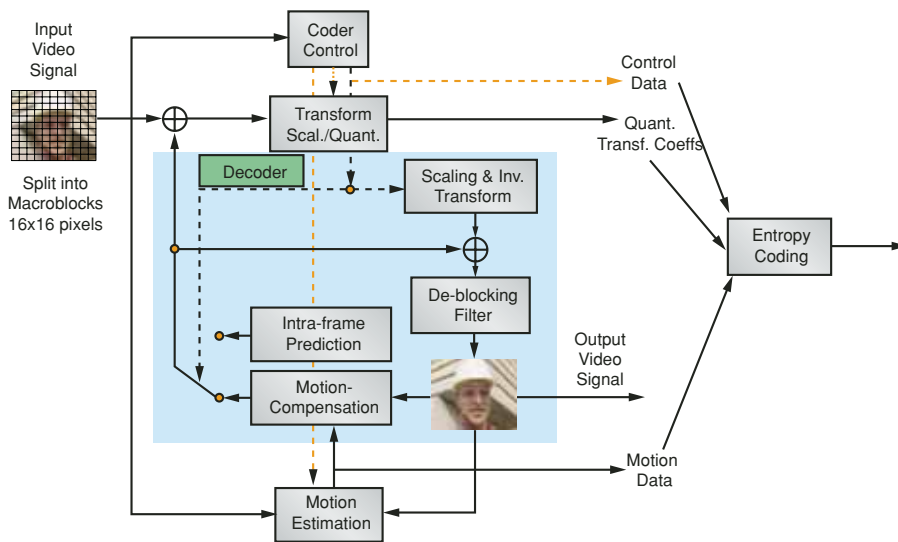 Input
Video
Signal
Split into
Macroblocks
16x16 pixels
Coder
Control
Transform
Scal./Quant.
Decoder
Scaling & Inv.
Transform
De-blocking
Filter
Intra-frame
Prediction
Motion-
Compensation
Motion
Estimation
Control
Data
Quant.
Transf. Coeffs
Output
Video
Signal
Motion
Data
Entropy
Coding